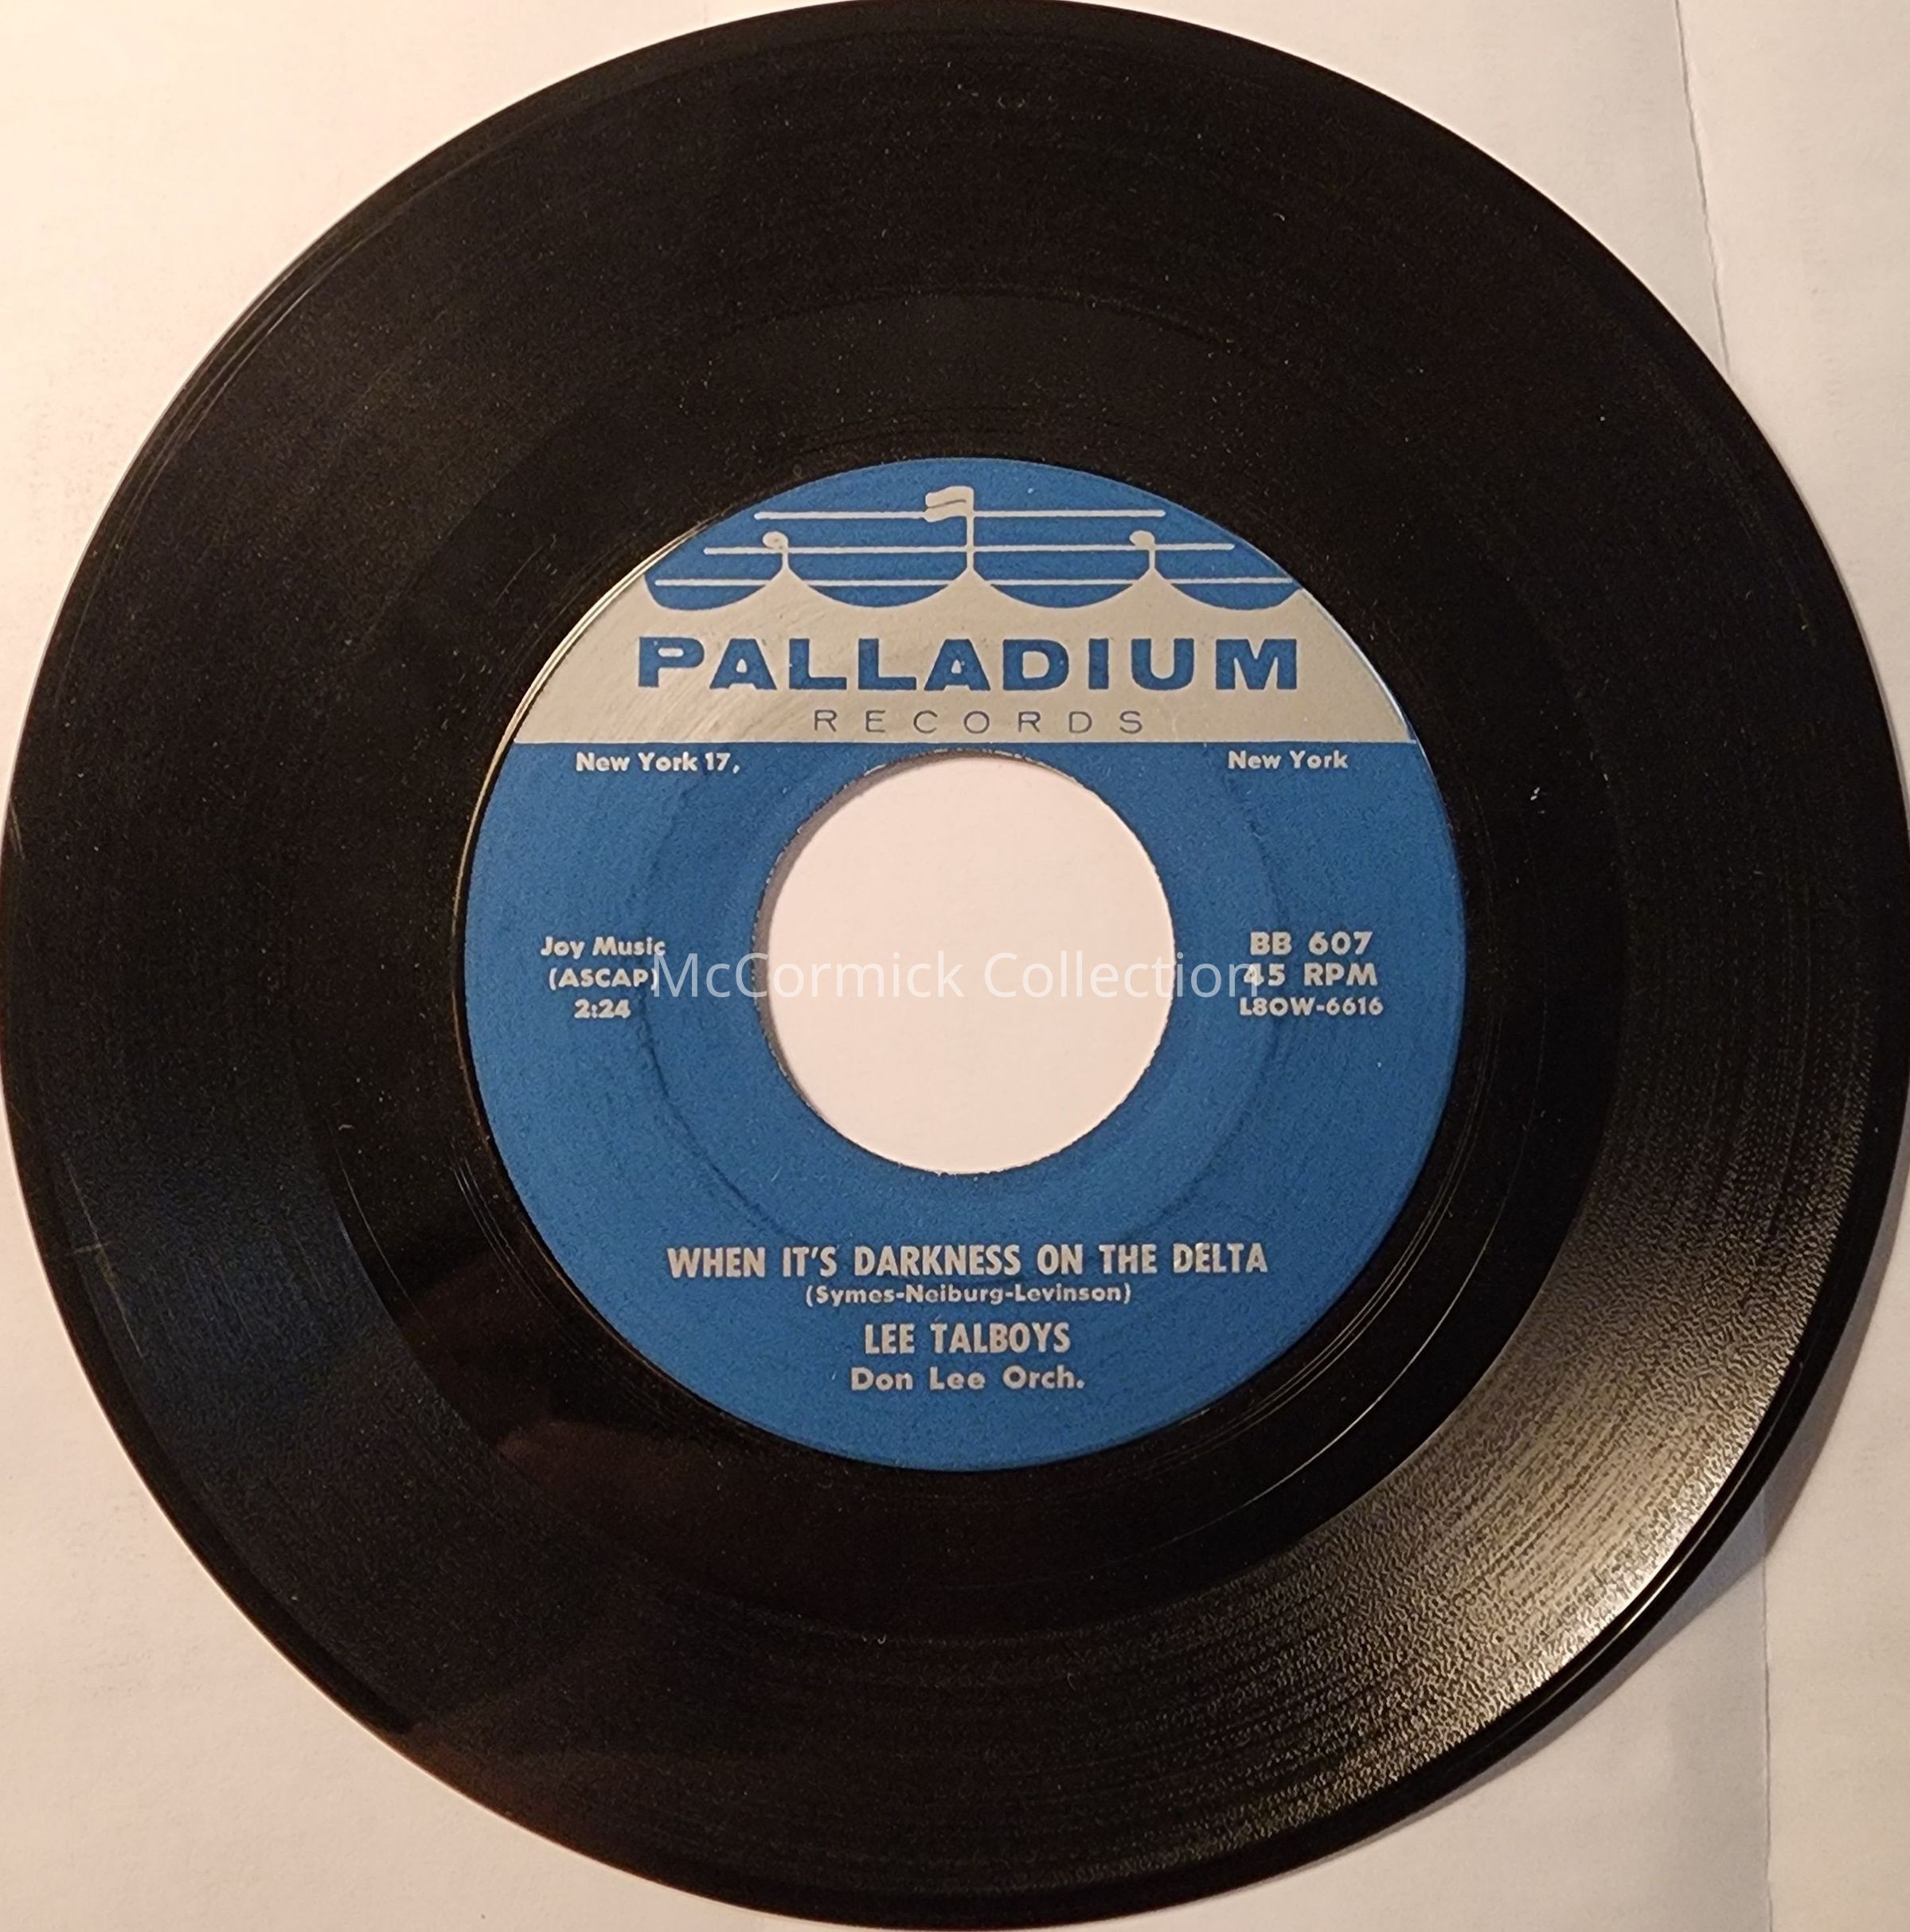 PALLADIUM
RECORDS
New York 17, New York
Joy Music
(ASCAP)
2:24
BB 607
45 RPM
L8OW-6616
McCormick Collection
WHEN IT'S DARKNESS ON THE DELTA
(Symes-Neiburg-Levinson)
LEE TALBOYS
Don Lee Orch.